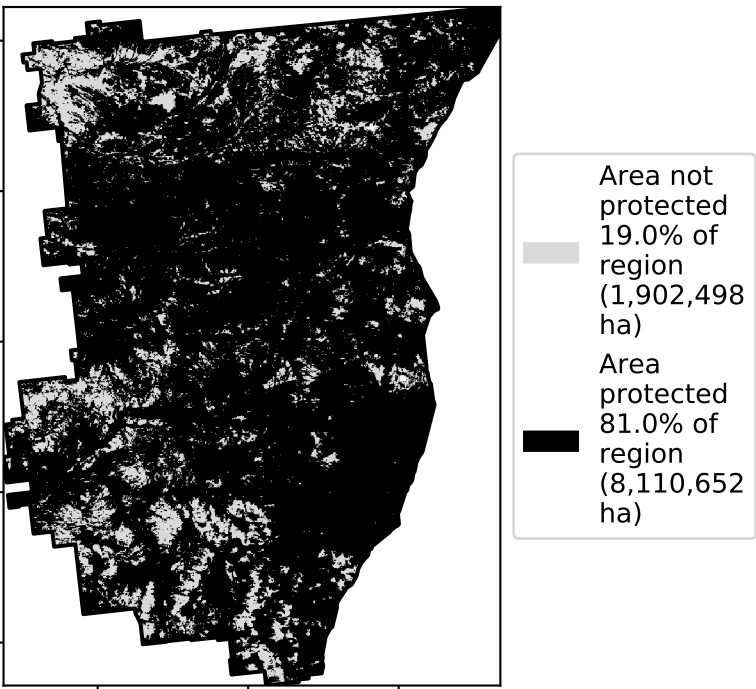 Area not
protected
19.0% of
region
(1,902,498
ha)
Area
protected
81.0% of
region
(8,110,652
ha)